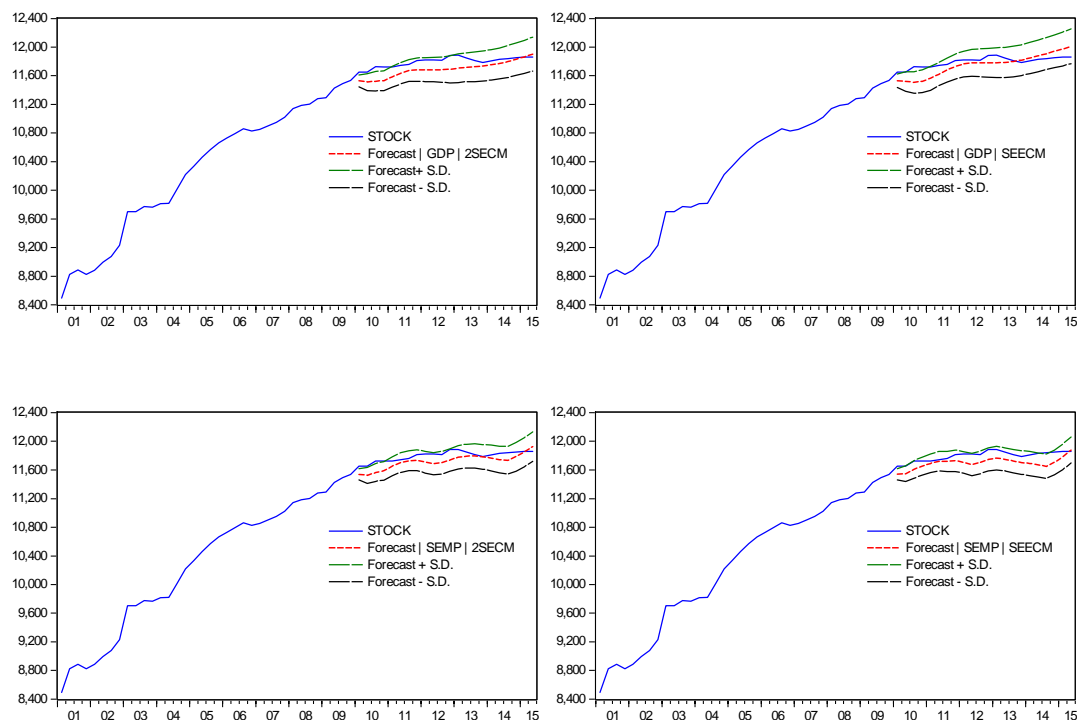 12,400
12,000
11,600
11,200
10,800
10,400
10,000
9,600
9,200
8,800
8,400
STOCK
Forecast | GDP | 2SECM
Forecast+ S.D.
Forecast - S.D.
01 02 03 04 05 06 07 08 09 10 11 12 13 14 15
12,400
12,000
11,600
11,200
10,800
10,400
10,000
9,600
9,200
8,800
8,400
STOCK
Forecast | GDP | SEECM
Forecast + S.D.
Forecast - S.D.
01 02 03 04 05 06 07 08 09 10 11 12 13 14 15
12,400
12,000
11,600
11,200
10,800
10,400
10,000
9,600
9,200
8,800
8,400
STOCK
Forecast | SEMP | 2SECM
Forecast + S.D.
Forecast - S.D.
01 02 03 04 05 06 07 08 09 10 11 12 13 14 15
12,400
12,000
11,600
11,200
10,800
10,400
10,000
9,600
9,200
8,800
8,400
STOCK
Forecast | SEMP | SEECM
Forecast + S.D.
Forecast - S.D.
01 02 03 04 05 06 07 08 09 10 11 12 13 14 15